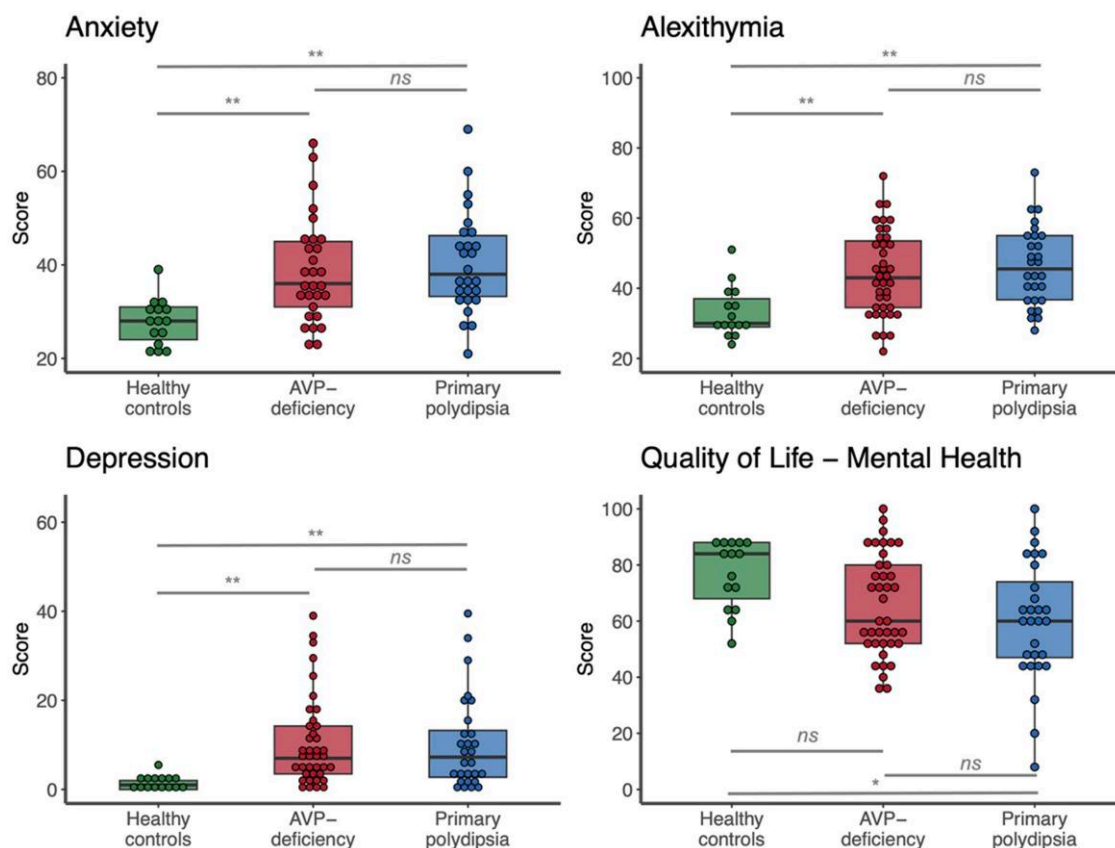 Anxiety
**
ns
**
80
60
40
20
Score
Healthy controls
AVP-
deficiency
Primary
polydipsia
Alexithymia
**
ns
**
100
80
60
40
20
Score
Healthy
controls
AVP-
deficiency
Primary
polydipsia
Depression
**
ns
**
60
40
20
0
Score
Healthy
controls
AVP-
deficiency
Primary
polydipsia
Quality of Life – Mental Health
100
80
60
40
20
0
Score
ns
ns
*
Healthy
controls
AVP-
deficiency
Primary
polydipsia